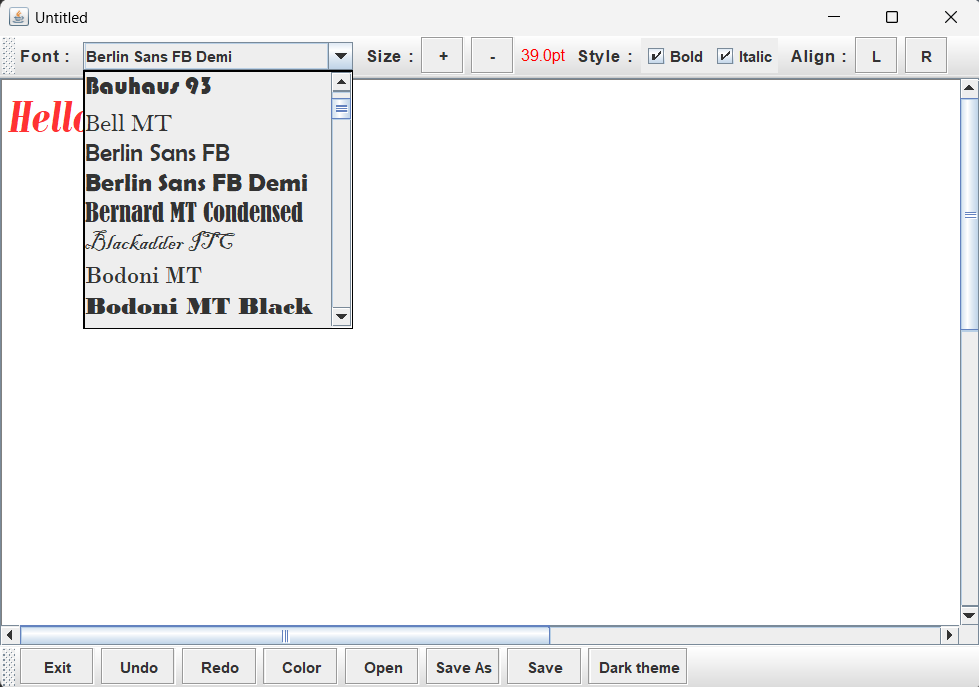 Untitled
Font : Berlin Sans FB Demi Size : + - 39.0pt Style : Bold Italic Align : L R
Hello
Bauhaus 93
Bell MT
Berlin Sans FB
Berlin Sans FB Demi
Bernard MT Condensed
Blackadder ITC
Bodoni MT
Bodoni MT Black
Exit Undo Redo Color Open Save As Save Dark theme